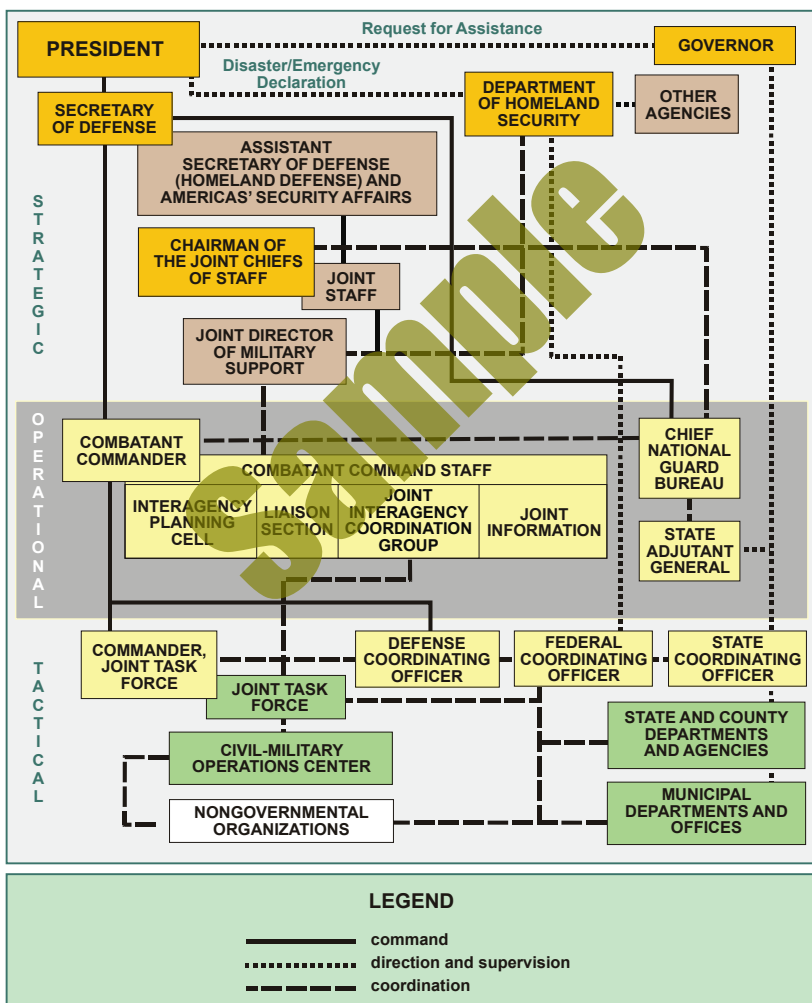 Request for Assistance
PRESIDENT
GOVERNOR
Disaster/Emergency
Declaration
DEPARTMENT
OF HOMELAND
SECURITY
OTHER
AGENCIES
SECRETARY
OF DEFENSE
ASSISTANT
SECRETARY OF DEFENSE
(HOMELAND DEFENSE) AND
AMERICAS' SECURITY AFFAIRS
STRATEGIC
CHAIRMAN OF
THE JOINT CHIEFS
OF STAFF
JOINT
STAFF
JOINT DIRECTOR
OF MILITARY
SUPPORT
Sample
OPERATIONAL
COMBATANT
COMMANDER
CHIEF
NATIONAL
GUARD
BUREAU
COMBATANT COMMAND STAFF
INTERAGENCY
PLANNING
CELL
LIAISON
SECTION
JOINT
INTERAGENCY
COORDINATION
GROUP
JOINT
INFORMATION
STATE
ADJUTANT
GENERAL
TACTICAL
COMMANDER,
JOINT TASK
FORCE
DEFENSE
COORDINATING
OFFICER
FEDERAL
COORDINATING
OFFICER
STATE
COORDINATING
OFFICER
JOINT TASK
FORCE
STATE AND COUNTY
DEPARTMENTS
AND AGENCIES
CIVIL-MILITARY
OPERATIONS CENTER
NONGOVERNMENTAL
ORGANIZATIONS
MUNICIPAL
DEPARTMENTS AND
OFFICES
LEGEND
command
direction and supervision
coordination